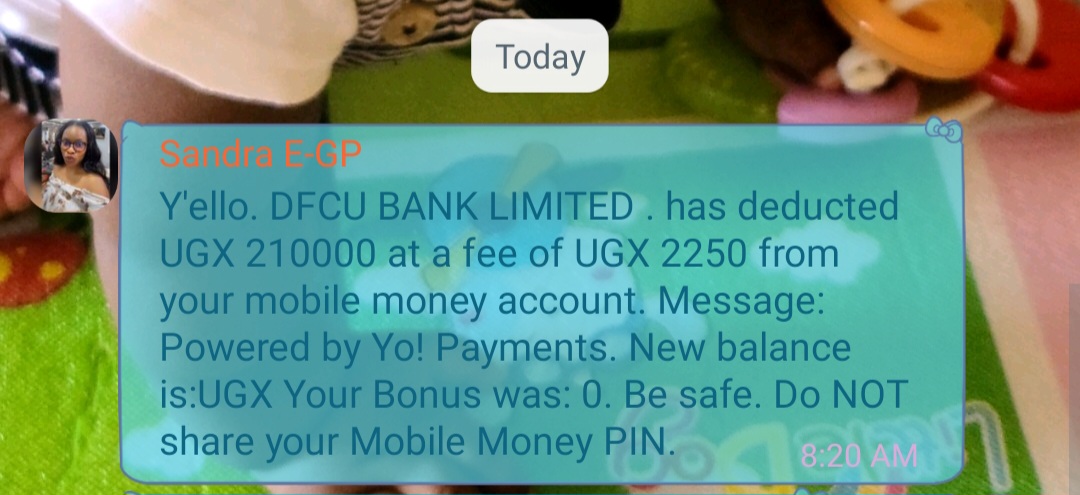 Today
Sandra E-GP
Y'ello. DFCU BANK LIMITED . has deducted
UGX 210000 at a fee of UGX 2250 from
your mobile money account. Message:
Powered by Yo! Payments. New balance
is:UGX Your Bonus was: 0. Be safe. Do NOT
share your Mobile Money PIN.
8:20 AM